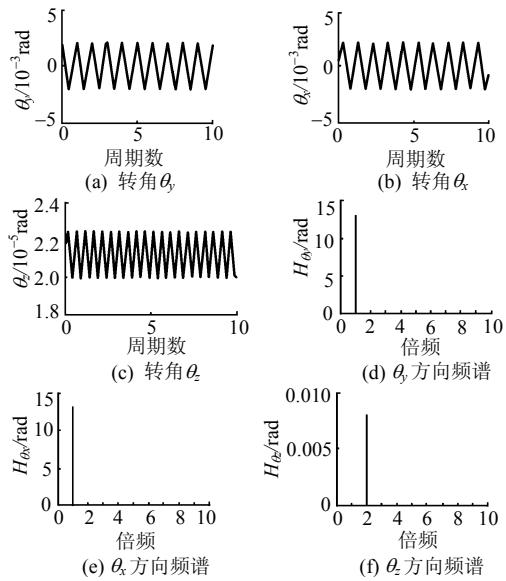 5
0
−5
θy/10⁻³rad
0 5 10
周期数
(a) 转角θy
5
0
−5
θx/10⁻³rad
0 5 10
周期数
(b) 转角θx
2.4
2.2
2.0
1.8
θz/10⁻⁵rad
0 5 10
周期数
(c) 转角θz
15
10
5
0
Hθy/rad
0 2 4 6 8 10
倍频
(d) θy方向频谱
15
10
5
0
Hθx/rad
0 2 4 6 8 10
倍频
(e) θx方向频谱
0.010
0.005
Hθz/rad
0 2 4 6 8 10
倍频
(f) θz方向频谱